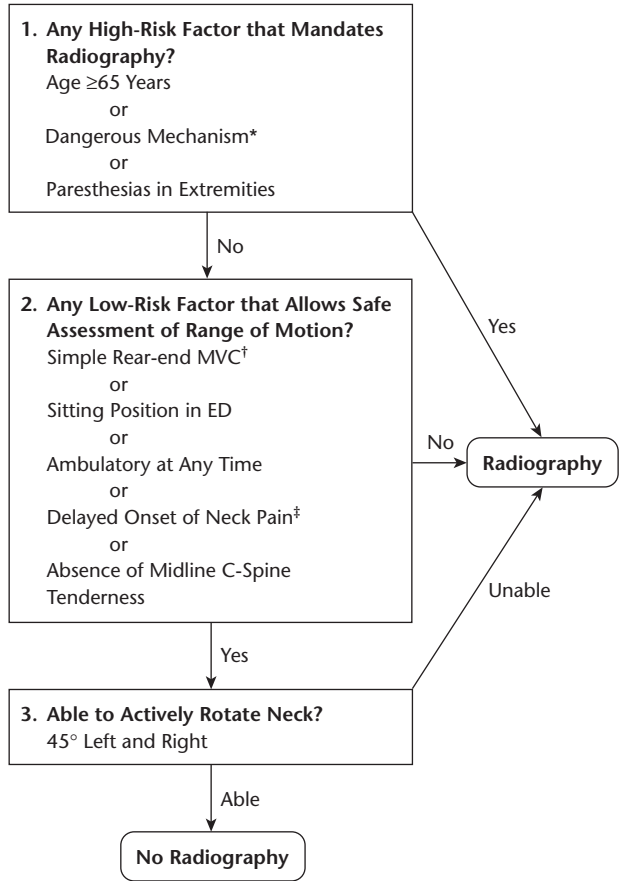 1. Any High-Risk Factor that Mandates
Radiography?
Age ≥65 Years
or
Dangerous Mechanism*
or
Paresthesias in Extremities
No
Yes
2. Any Low-Risk Factor that Allows Safe
Assessment of Range of Motion?
Simple Rear-end MVC†
or
Sitting Position in ED
or
Ambulatory at Any Time
or
Delayed Onset of Neck Pain‡
or
Absence of Midline C-Spine
Tenderness
No
Radiography
Unable
Yes
3. Able to Actively Rotate Neck?
45° Left and Right
Able
No Radiography